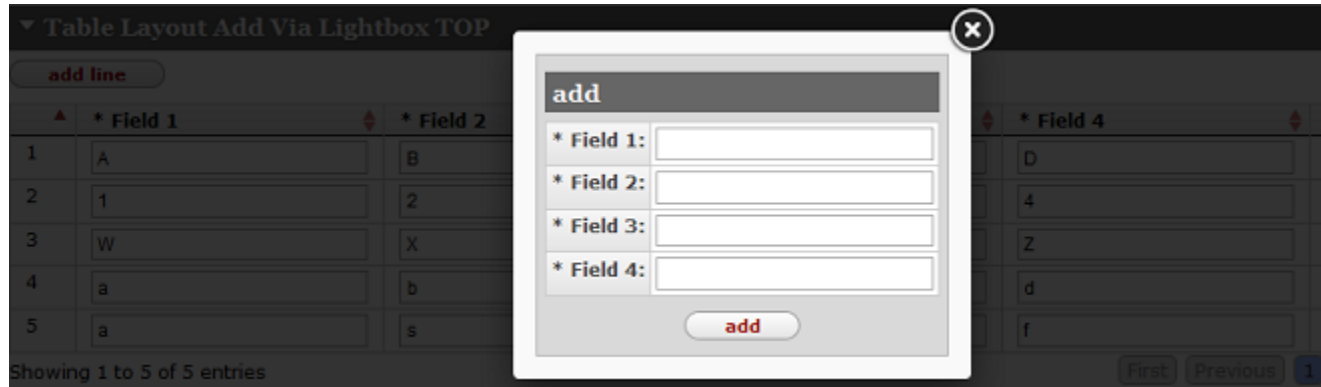 ▼ Table Layout Add Via Lightbox TOP
add line
* Field 1 * Field 2 * Field 4
1 A B D
2 1 2 4
3 W X Z
4 a b d
5 a s f
Showing 1 to 5 of 5 entries First Previous 1
add
* Field 1:
* Field 2:
* Field 3:
* Field 4:
add